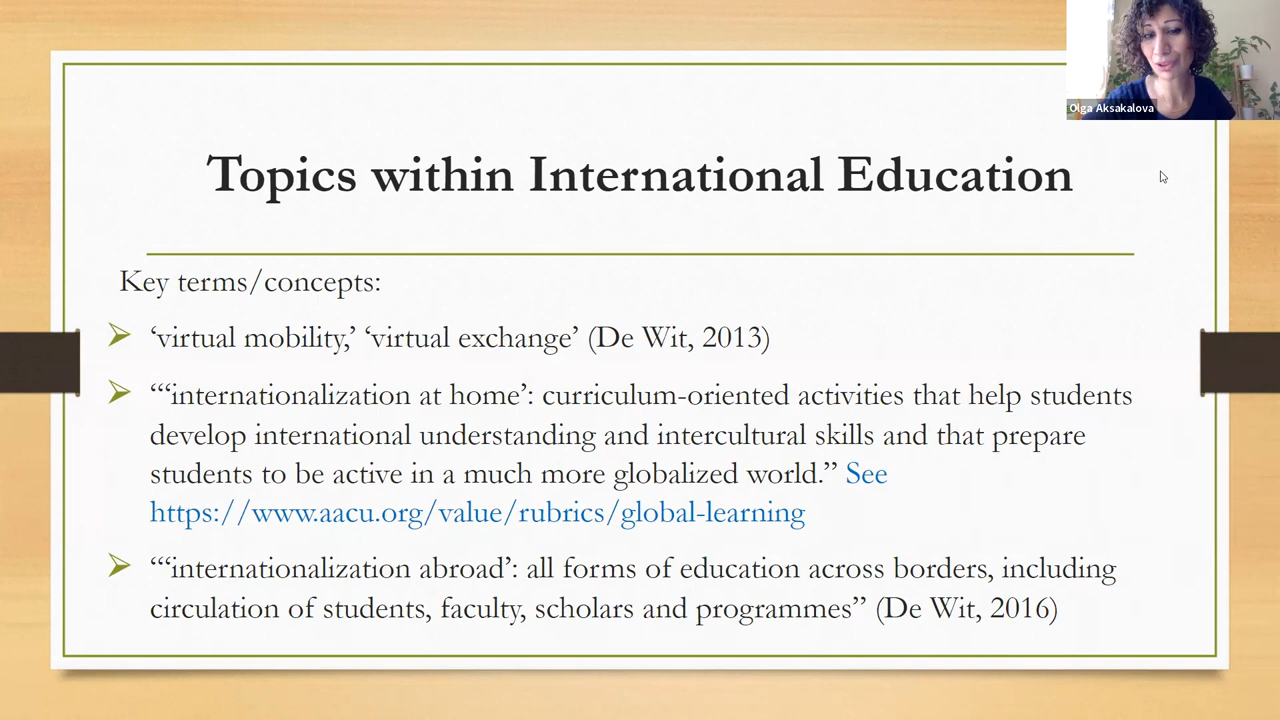 Olga Aksakalova
Topics within International Education
Key terms/concepts:
‘virtual mobility,’ ‘virtual exchange’ (De Wit, 2013)
“‘internationalization at home’: curriculum-oriented activities that help students
develop international understanding and intercultural skills and that prepare
students to be active in a much more globalized world.” See
https://www.aacu.org/value/rubrics/global-learning
“‘internationalization abroad’: all forms of education across borders, including
circulation of students, faculty, scholars and programmes” (De Wit, 2016)